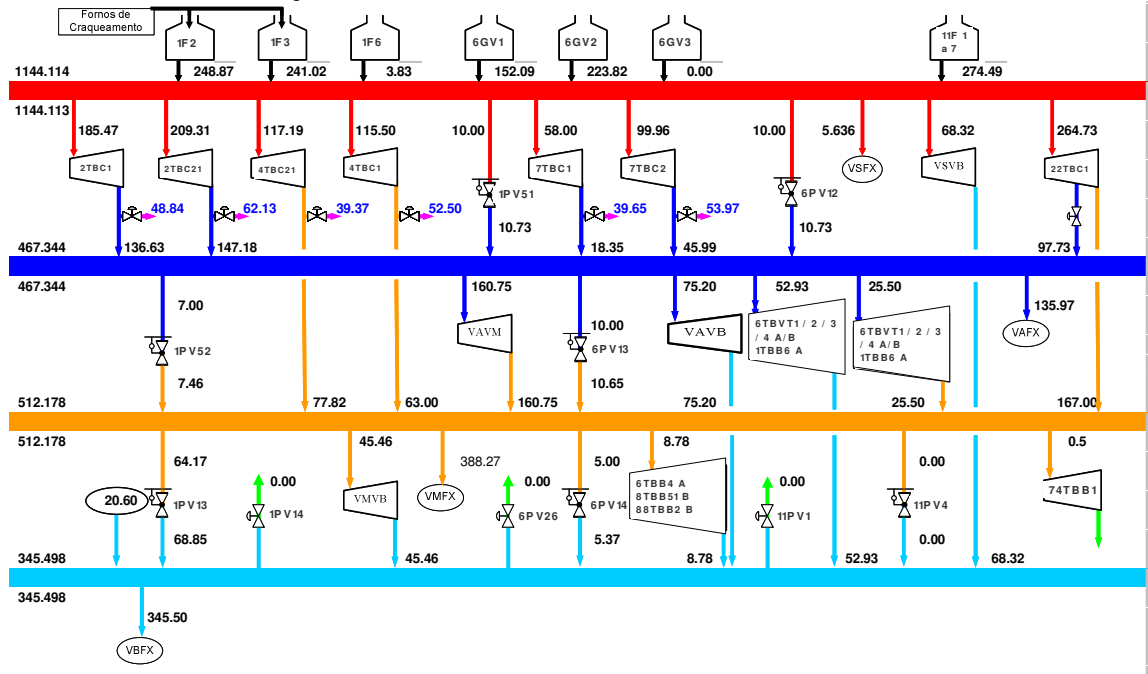 Fornos de
Craqueamento
1F2
1F3
1F6
6GV1
6GV2
6GV3
11F 1
a 7
248.87
241.02
3.83
152.09
223.82
0.00
274.49
1144.114
1144.113
185.47
209.31
117.19
115.50
10.00
58.00
99.96
10.00
5.636
68.32
264.73
2TBC1
2TBC21
4TBC21
4TBC1
1PV51
7TBC1
7TBC2
6PV12
VSFX
VSVB
22TBC1
48.84
62.13
39.37
52.50
39.65
53.97
136.63
147.18
10.73
18.35
45.99
10.73
97.73
467.344
467.344
7.00
160.75
10.00
75.20
52.93
25.50
135.97
1PV52
VAVM
6PV13
VAVB
6TBVT1/ 2 / 3
/ 4 A/B
1TBB6 A
6TBVT1/ 2 / 3
/ 4 A/B
1TBB6 A
VAFX
7.46
10.65
512.178
77.82
63.00
160.75
75.20
25.50
167.00
512.178
64.17
45.46
388.27
5.00
8.78
0.00
0.5
20.60
1PV13
0.00
1PV14
VMVB
VMFX
0.00
6PV26
6PV14
6TBB4 A
8TBB51 B
88TBB2 B
0.00
11PV1
11PV4
74TBB1
68.85
45.46
5.37
8.78
52.93
0.00
68.32
345.498
345.498
345.50
VBFX